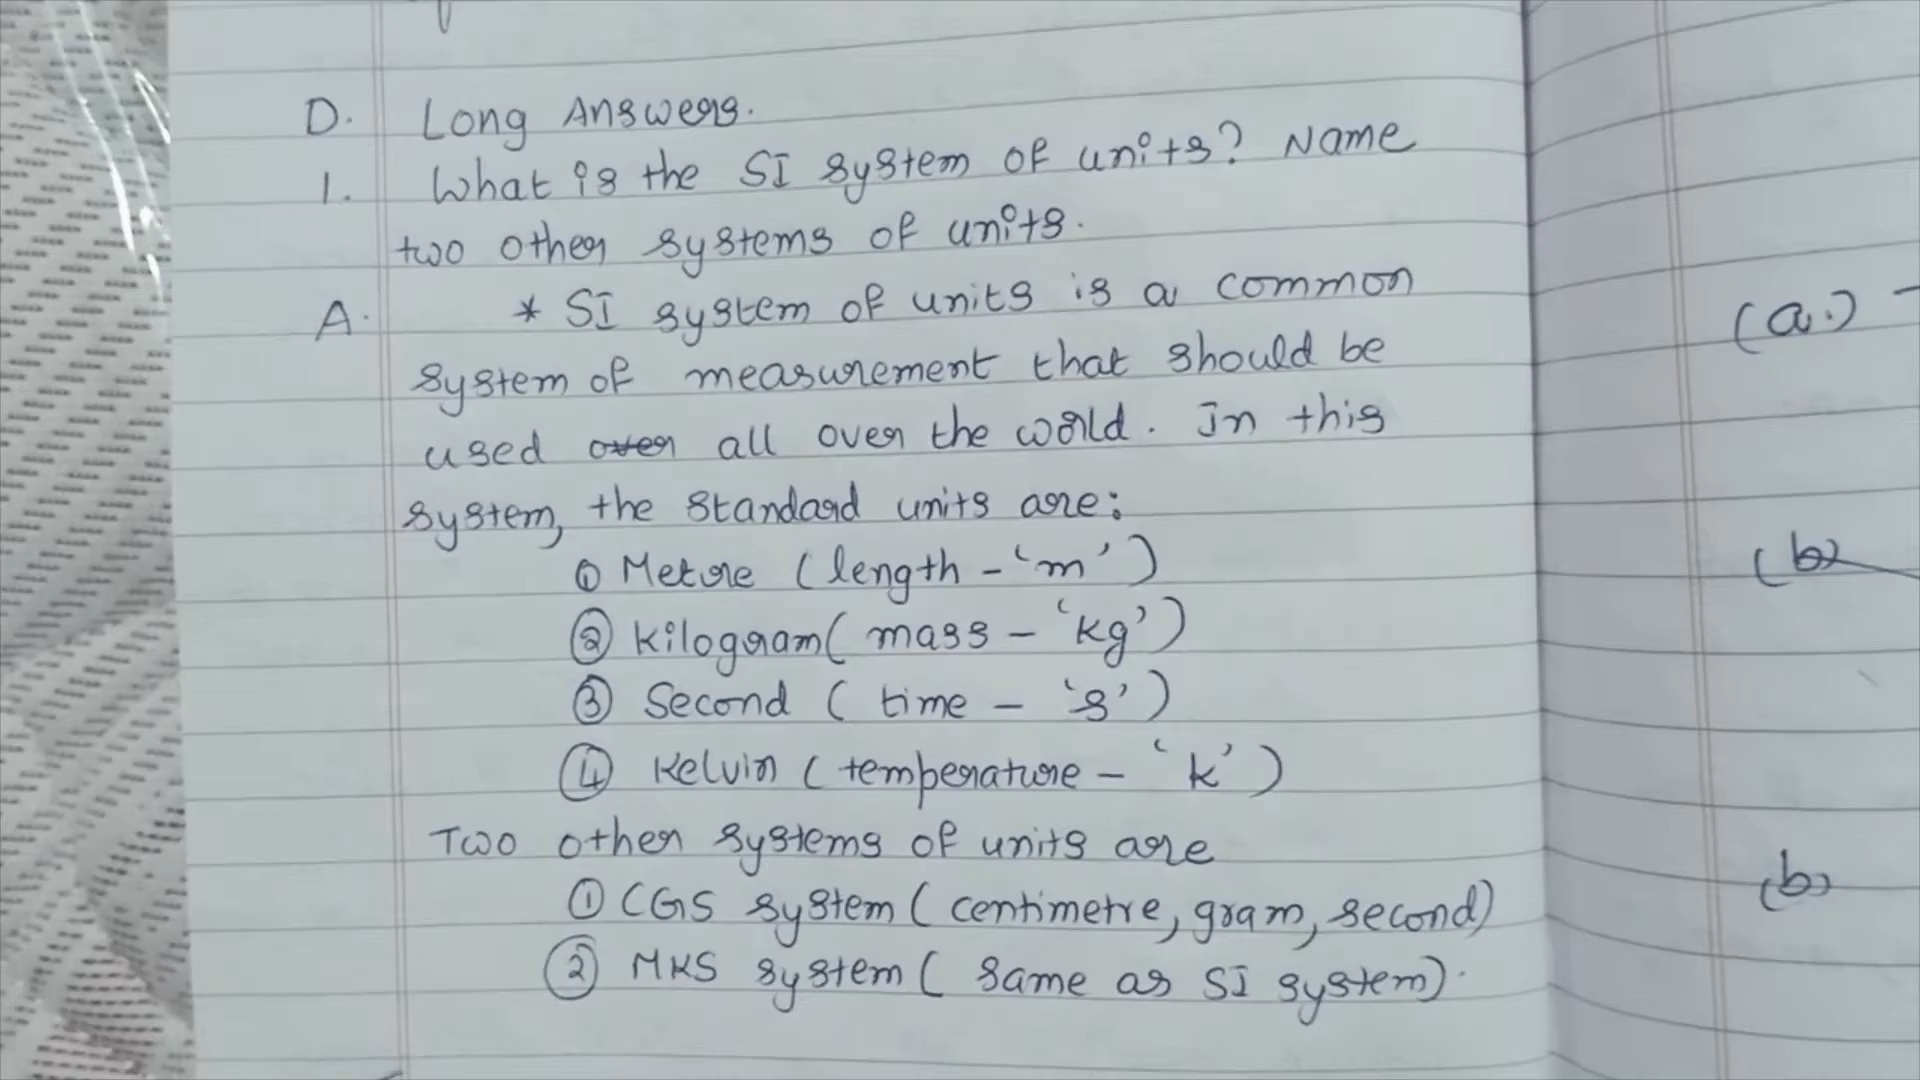 D. Long Answers.
1. What is the SI system of units? Name
two other systems of units.
A. * SI system of units is a common
system of measurement that should be
used over all over the world. In this
system, the standard units are:
① Metre (length - 'm')
② Kilogram (mass - 'kg')
③ Second (time - 's')
④ Kelvin (temperature - 'k')
Two other systems of units are
① CGS system (centimetre, gram, second)
② MKS system (same as SI system).
(a.)
(b)
(b)